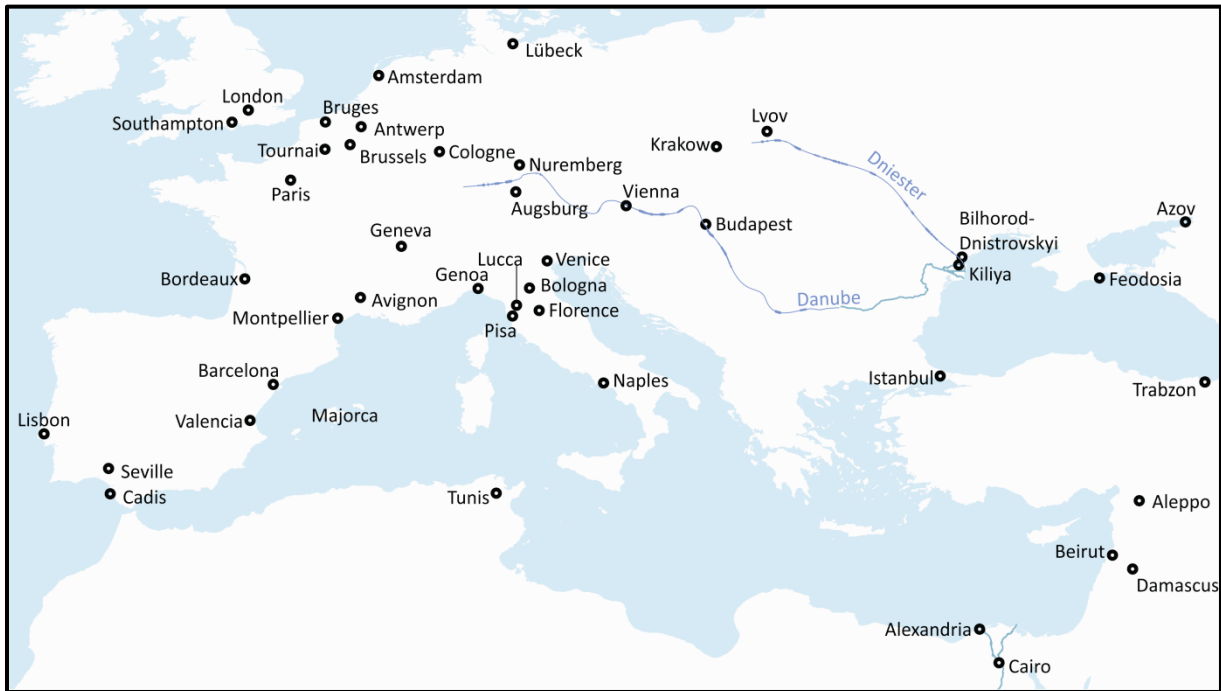 Lübeck
Amsterdam
London
Bruges
Southampton
Antwerp
Lvov
Krakow
Tournai
Brussels
Cologne
Nuremberg
Dniester
Paris
Augsburg
Vienna
Budapest
Azov
Bilhorod-
Dnistrovskyi
Geneva
Lucca
Venice
Kiliya
Bordeaux
Genoa
Bologna
Feodosia
Avignon
Danube
Montpellier
Florence
Pisa
Barcelona
Naples
Istanbul
Trabzon
Lisbon
Valencia
Majorca
Seville
Cadis
Tunis
Aleppo
Beirut
Damascus
Alexandria
Cairo